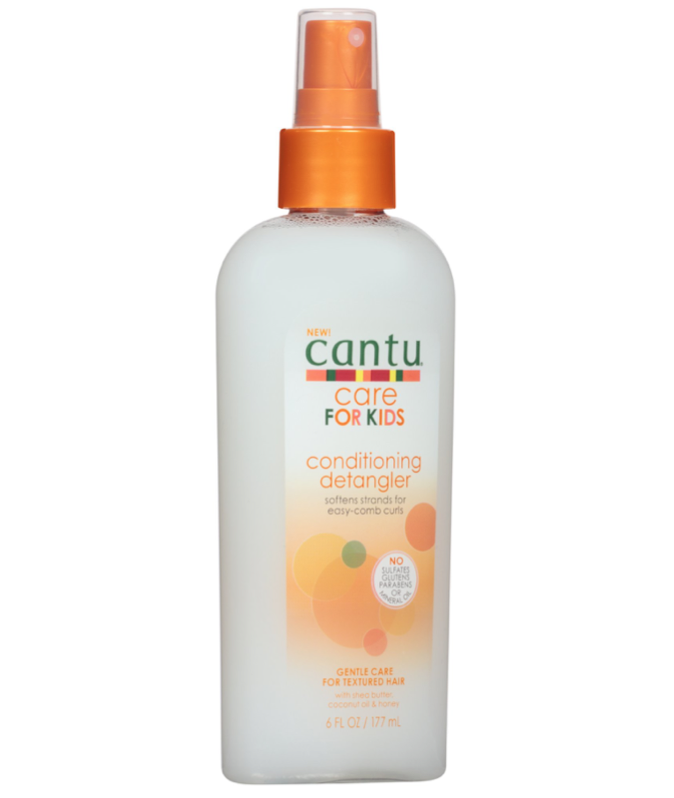 NEW!
cantu®
care
FOR KIDS
conditioning
detangler
softens strands for
easy-comb curls
NO
SULFATES
GLUTENS
PARABENS
OR
MINERAL OIL
GENTLE CARE
FOR TEXTURED HAIR
with shea butter,
coconut oil & honey
6 FL OZ / 177 mL